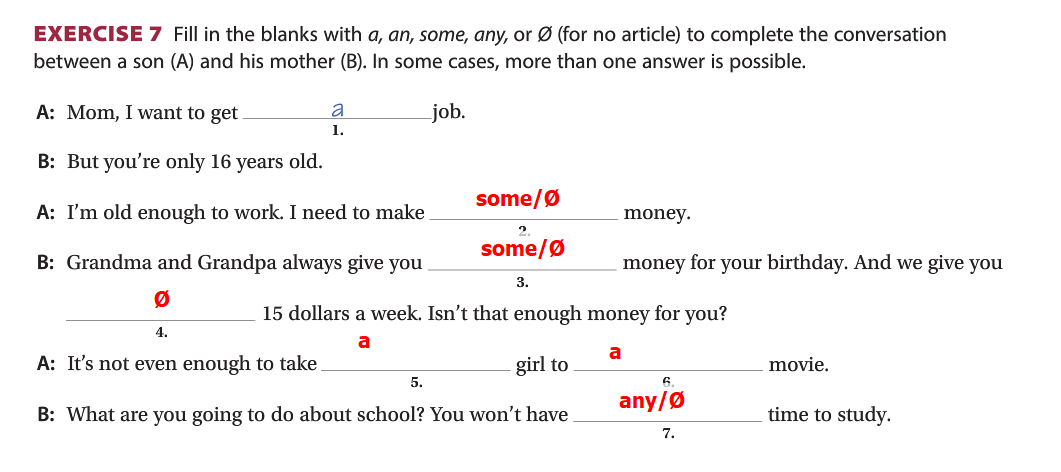 EXERCISE 7 Fill in the blanks with a, an, some, any, or Ø (for no article) to complete the conversation
between a son (A) and his mother (B). In some cases, more than one answer is possible.
A: Mom, I want to get a job.
1.
B: But you're only 16 years old.
A: I'm old enough to work. I need to make some/Ø money.
2.
B: Grandma and Grandpa always give you some/Ø money for your birthday. And we give you
3.
Ø 15 dollars a week. Isn't that enough money for you?
4.
A: It's not even enough to take a girl to a movie.
5. 6.
B: What are you going to do about school? You won't have any/Ø time to study.
7.